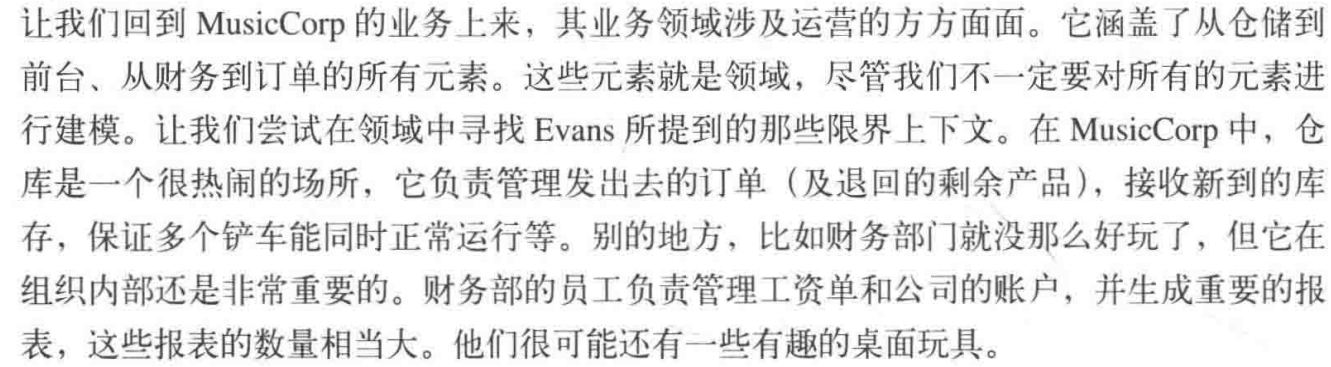 让我们回到 MusicCorp 的业务上来，其业务领域涉及运营的方方面面。它涵盖了从仓储到
前台、从财务到订单的所有元素。这些元素就是领域，尽管我们不一定要对所有的元素进
行建模。让我们尝试在领域中寻找 Evans 所提到的那些限界上下文。在 MusicCorp 中，仓
库是一个很热闹的场所，它负责管理发出去的订单（及退回的剩余产品），接收新到的库
存，保证多个铲车能同时正常运行等。别的地方，比如财务部门就没那么好玩了，但它在
组织内部还是非常重要的。财务部的员工负责管理工资单和公司的账户，并生成重要的报
表，这些报表的数量相当大。他们很可能还有一些有趣的桌面玩具。